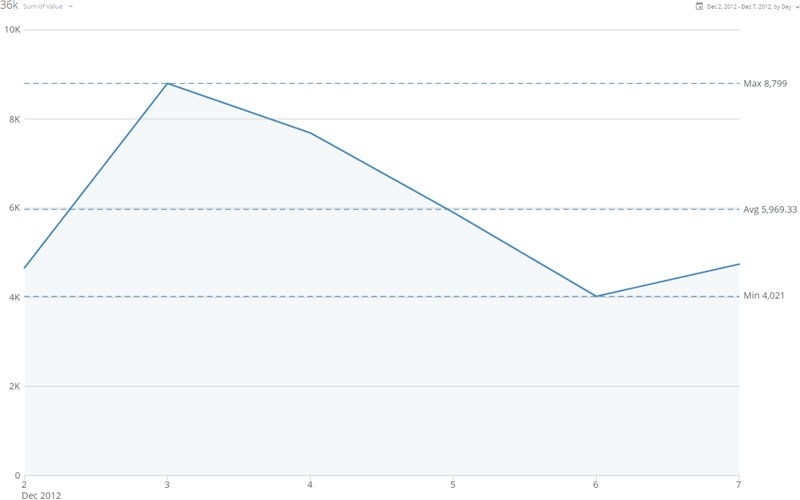 36k Sum of Value
Dec 2, 2012 - Dec 7, 2012, by Day
10K
Max 8,799
8K
6K
Avg 5,969.33
4K
Min 4,021
2K
0
2 3 4 5 6 7
Dec 2012